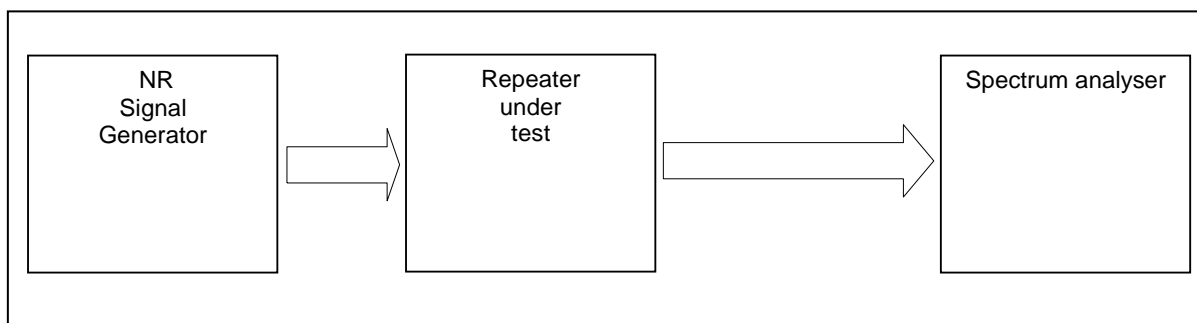 NR
Signal
Generator
Repeater
under
test
Spectrum analyser